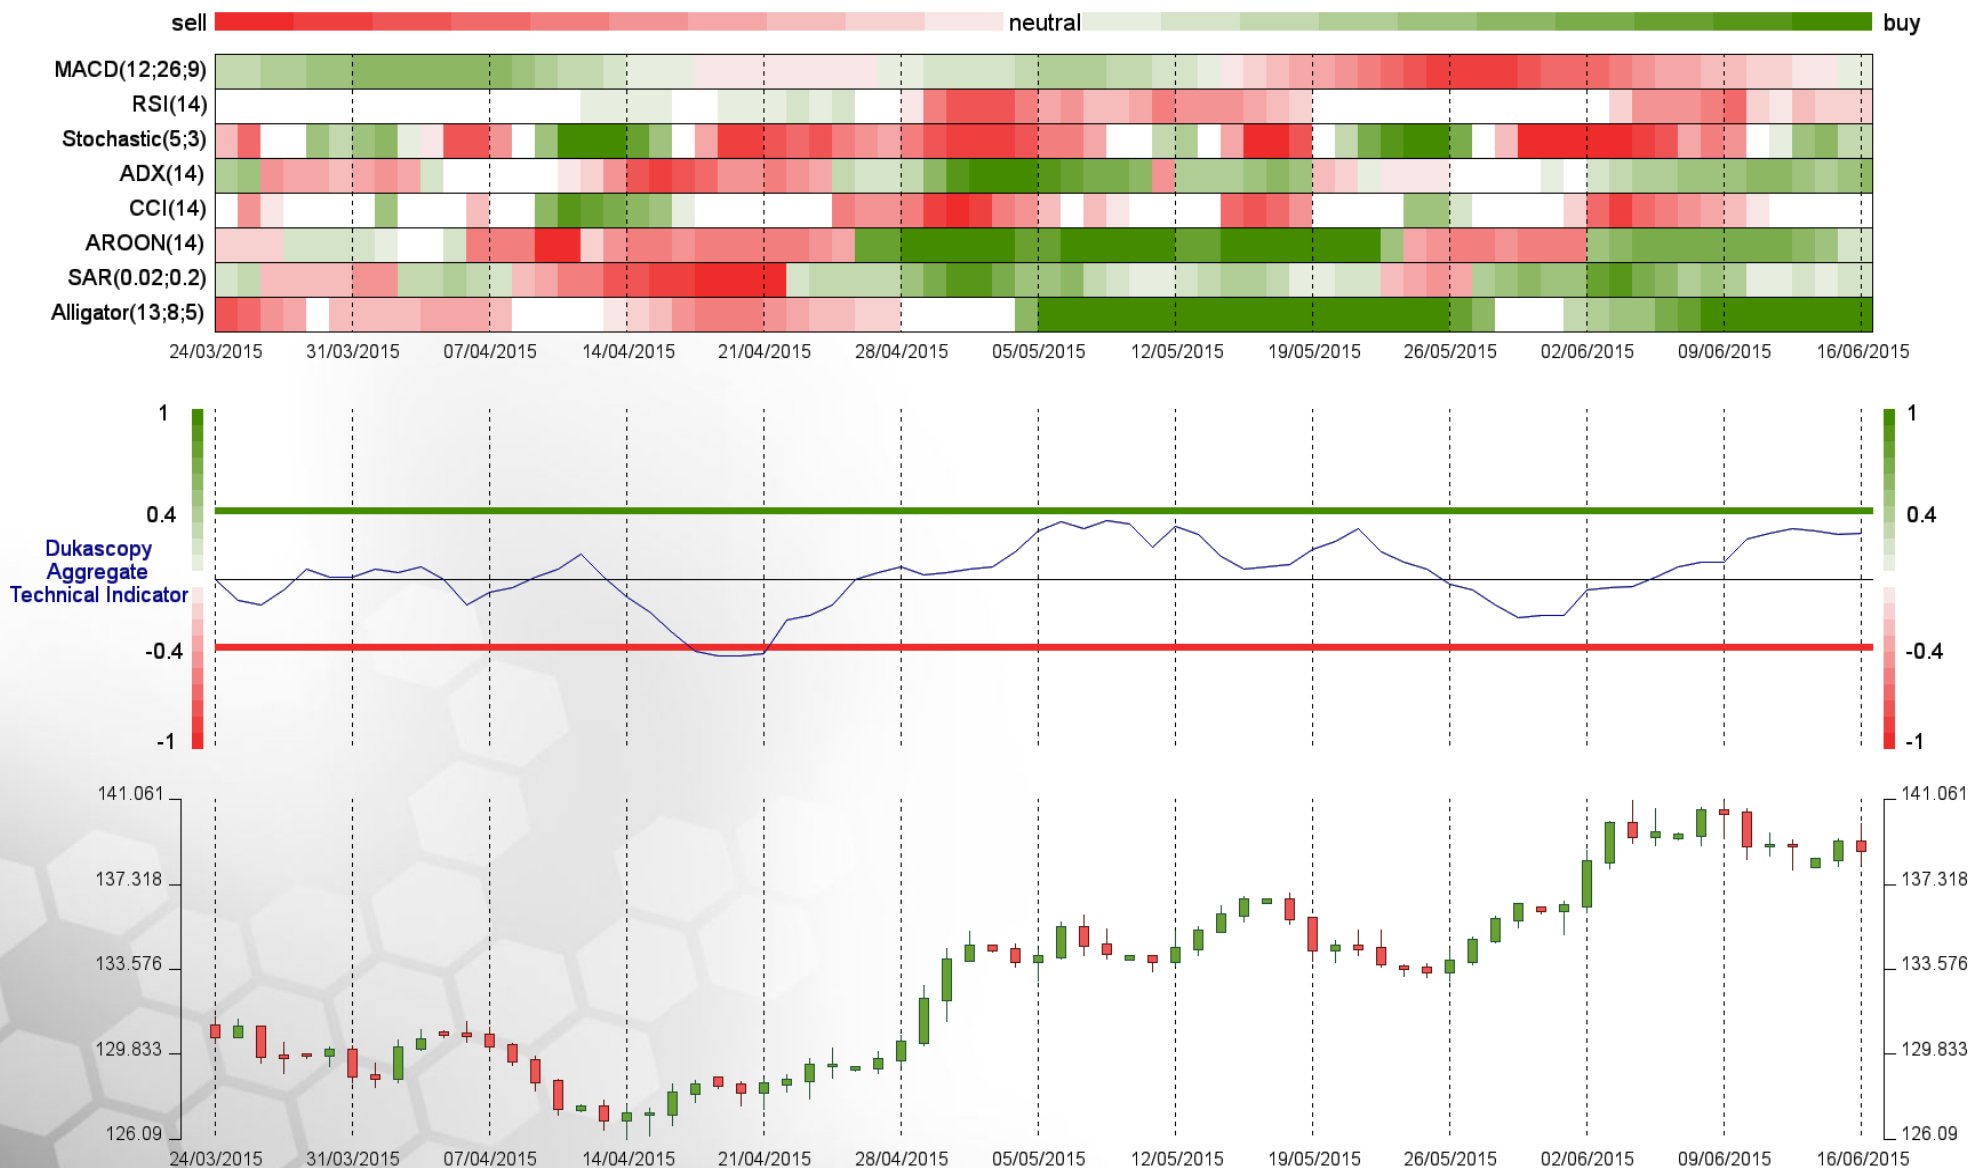 sell neutral buy
MACD(12;26;9)
RSI(14)
Stochastic(5;3)
ADX(14)
CCI(14)
AROON(14)
SAR(0.02;0.2)
Alligator(13;8;5)
24/03/2015 31/03/2015 07/04/2015 14/04/2015 21/04/2015 28/04/2015 05/05/2015 12/05/2015 19/05/2015 26/05/2015 02/06/2015 09/06/2015 16/06/2015
1 1
0.4 0.4
Dukascopy
Aggregate
Technical Indicator
-0.4 -0.4
-1 -1
141.061 141.061
137.318 137.318
133.576 133.576
129.833 129.833
126.09 126.09
24/03/2015 31/03/2015 07/04/2015 14/04/2015 21/04/2015 28/04/2015 05/05/2015 12/05/2015 19/05/2015 26/05/2015 02/06/2015 09/06/2015 16/06/2015